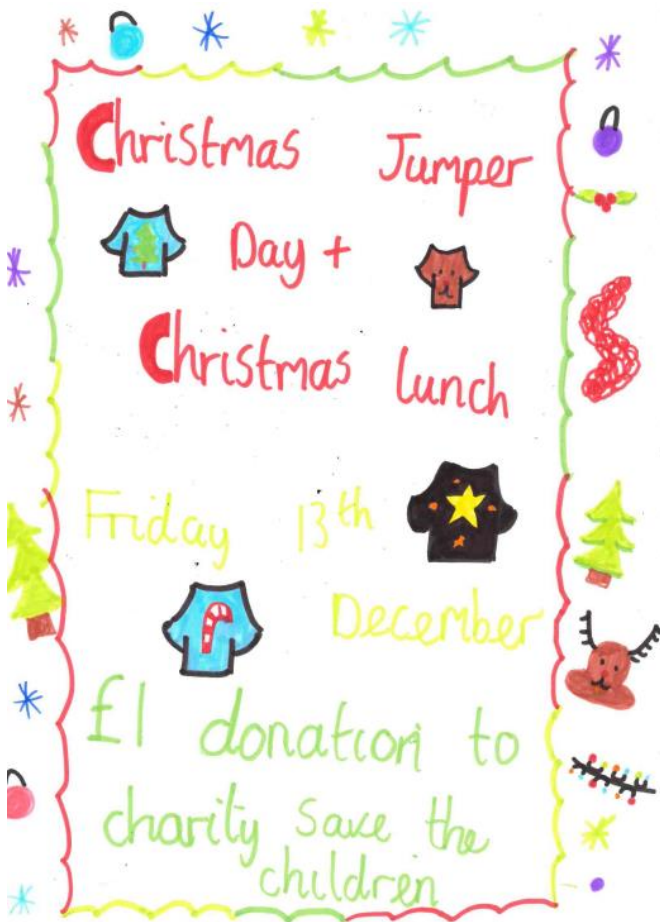 Christmas Jumper
Day +
Christmas lunch
Friday 13th
December
£1 donation to
charity Save the
children